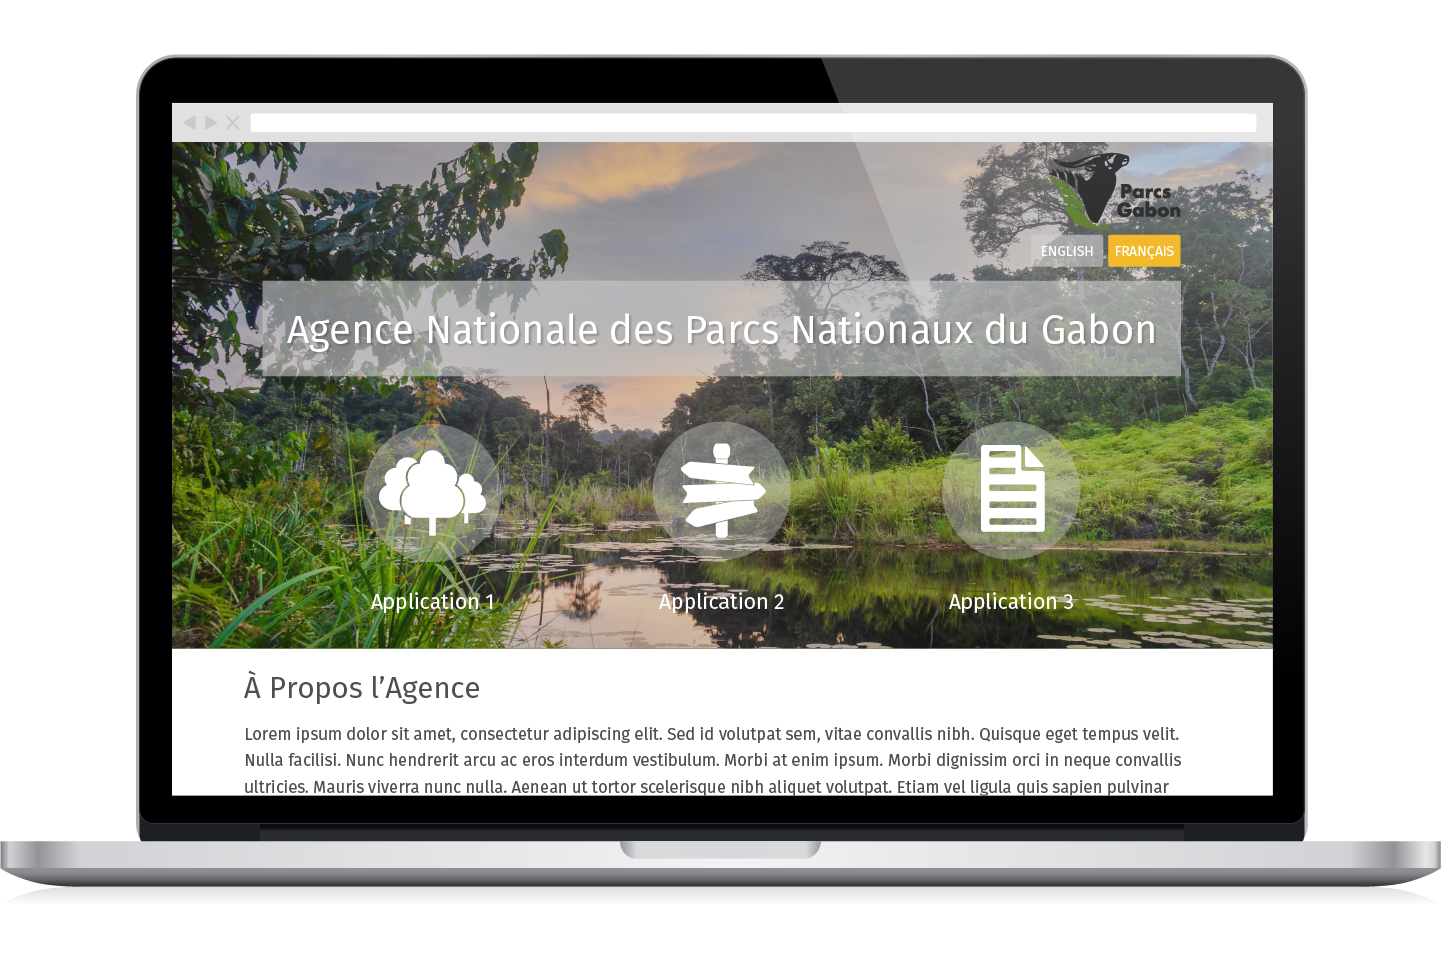 Parcs
Gabon
ENGLISH FRANÇAIS
Agence Nationale des Parcs Nationaux du Gabon
Application 1 Application 2 Application 3
À Propos l’Agence
Lorem ipsum dolor sit amet, consectetur adipiscing elit. Sed id volutpat sem, vitae convallis nibh. Quisque eget tempus velit.
Nulla facilisi. Nunc hendrerit arcu ac eros interdum vestibulum. Morbi at enim ipsum. Morbi dignissim orci in neque convallis
ultricies. Mauris viverra nunc nulla. Aenean ut tortor scelerisque nibh aliquet volutpat. Etiam vel ligula quis sapien pulvinar